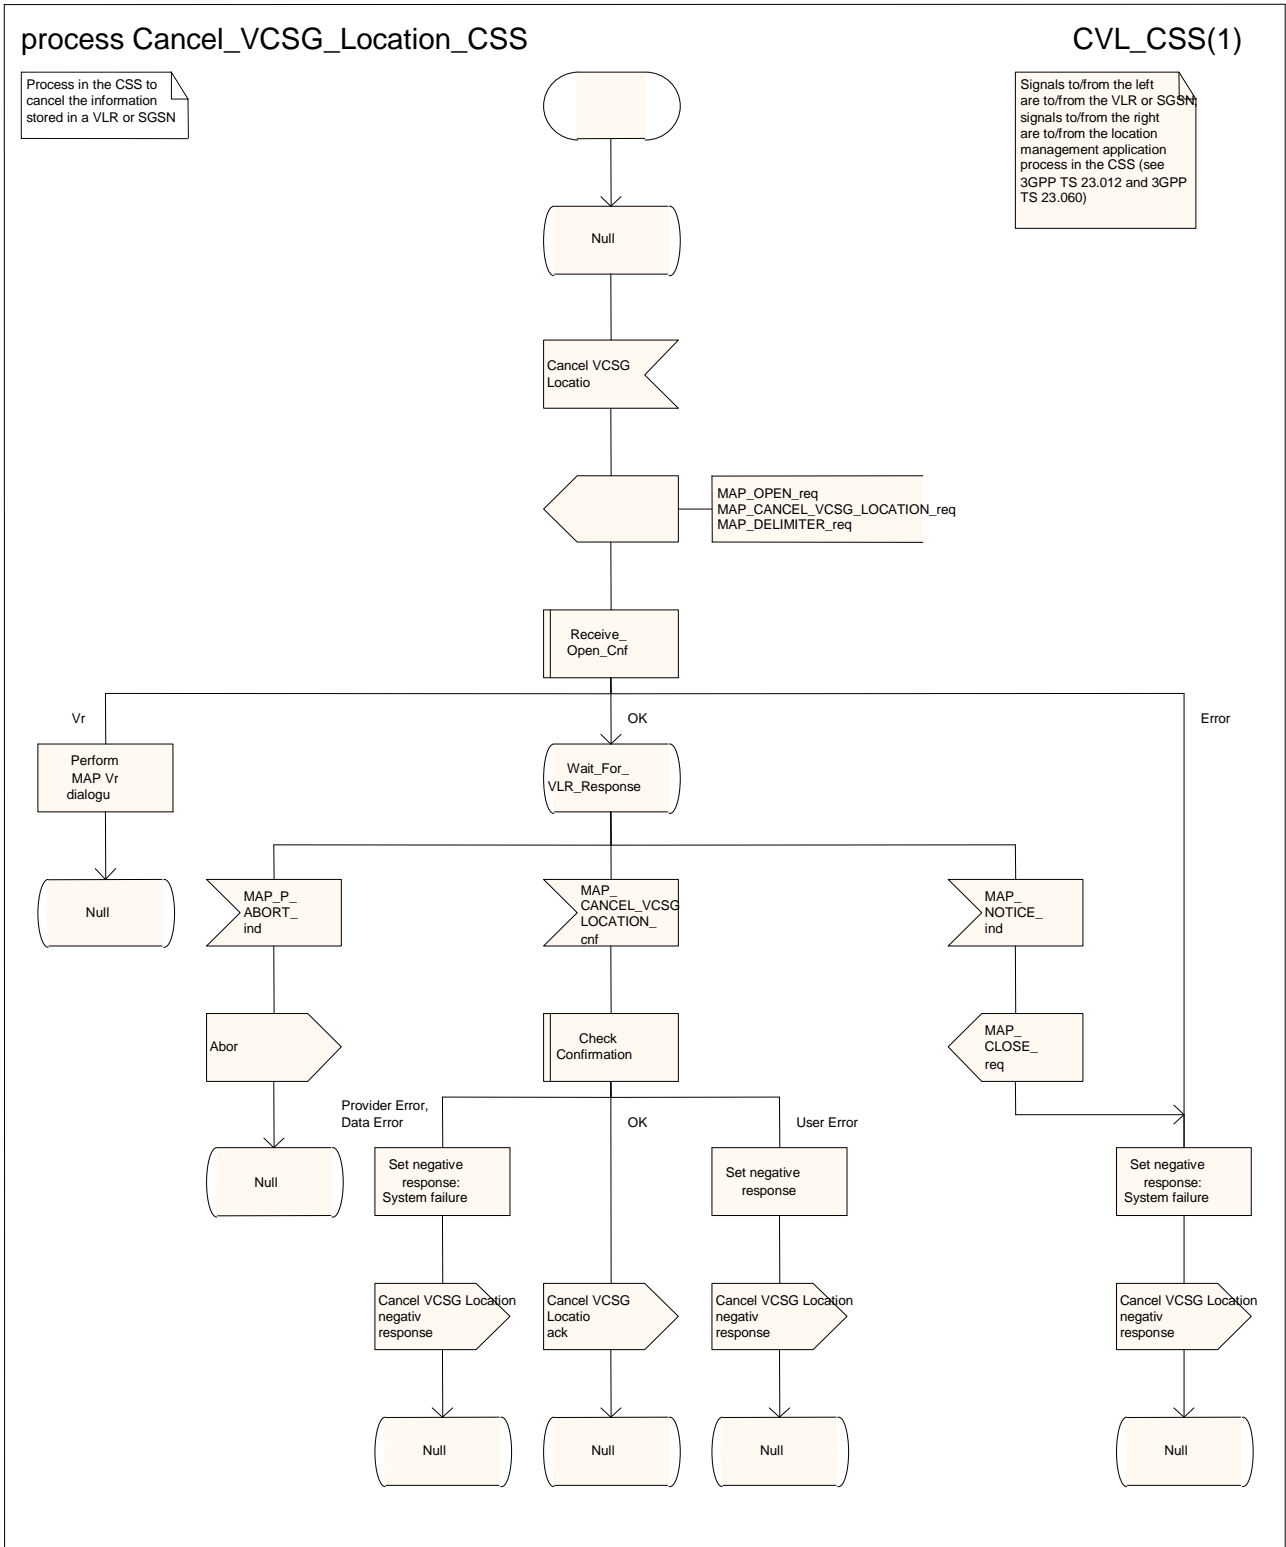 process Cancel_VCSG_Location_CSS
CVL_CSS(1)
Process in the CSS to
cancel the information
stored in a VLR or SGSN
Signals to/from the left
are to/from the VLR or SGSN;
signals to/from the right
are to/from the location
management application
process in the CSS (see
3GPP TS 23.012 and 3GPP
TS 23.060)
Null
Cancel VCSG
Locatio
MAP_OPEN_req
MAP_CANCEL_VCSG_LOCATION_req
MAP_DELIMITER_req
Receive_
Open_Cnf
Vr
OK
Error
Perform
MAP Vr
dialogu
Wait_For_
VLR_Response
Null
MAP_P_
ABORT_
ind
MAP_
CANCEL_VCSG
LOCATION_
cnf
MAP_
NOTICE_
ind
Abor
Check
Confirmation
MAP_
CLOSE_
req
Provider Error,
Data Error
OK
User Error
Null
Set negative
response:
System failure
Set negative
response
Set negative
response:
System failure
Cancel VCSG Location
negativ
response
Cancel VCSG
Locatio
ack
Cancel VCSG Location
negativ
response
Cancel VCSG Location
negativ
response
Null
Null
Null
Null